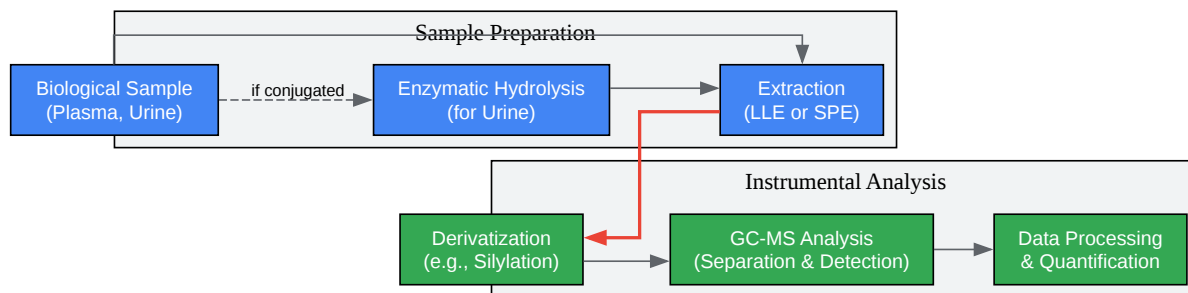 Sample Preparation
Biological Sample
(Plasma, Urine)
if conjugated
Enzymatic Hydrolysis
(for Urine)
Extraction
(LLE or SPE)
Instrumental Analysis
Derivatization
(e.g., Silylation)
GC-MS Analysis
(Separation & Detection)
Data Processing
& Quantification